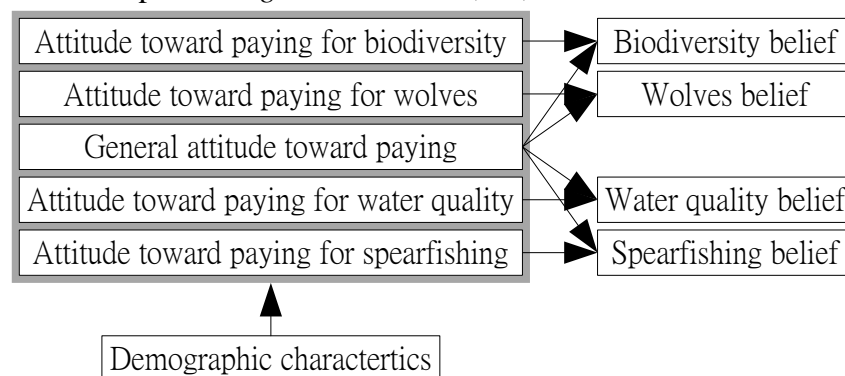 Attitude toward paying for biodiversity
Biodiversity belief
Attitude toward paying for wolves
Wolves belief
General attitude toward paying
Attitude toward paying for water quality
Water quality belief
Attitude toward paying for spearfishing
Spearfishing belief
Demographic charactertics